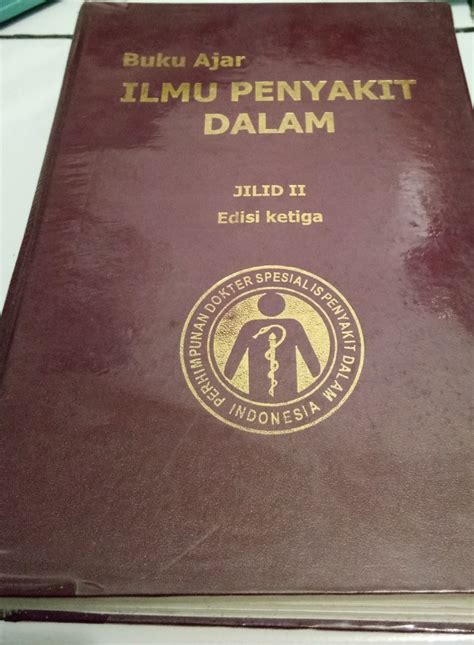 Buku Ajar
ILMU PENYAKIT
DALAM
JILID II
Edisi ketiga
PERHIMPUNAN DOKTER SPESIALIS PENYAKIT DALAM
INDONESIA